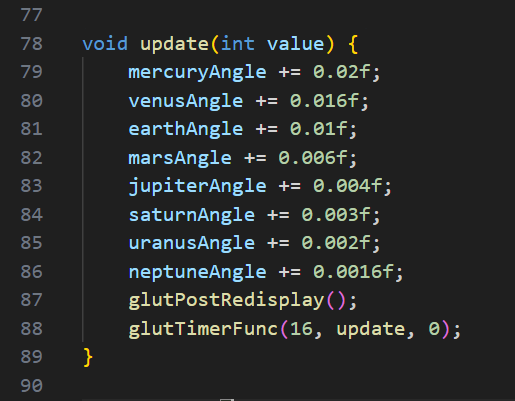 77
78 void update(int value) {
79 mercuryAngle += 0.02f;
80 venusAngle += 0.016f;
81 earthAngle += 0.01f;
82 marsAngle += 0.006f;
83 jupiterAngle += 0.004f;
84 saturnAngle += 0.003f;
85 uranusAngle += 0.002f;
86 neptuneAngle += 0.0016f;
87 glutPostRedisplay();
88 glutTimerFunc(16, update, 0);
89 }
90